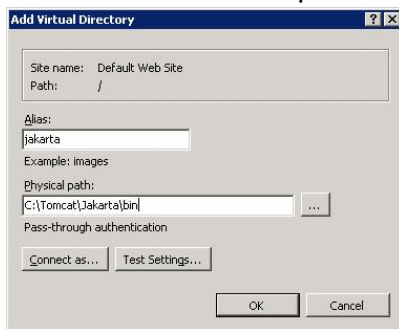 Add Virtual Directory
Site name: Default Web Site
Path: /
Alias:
jakarta
Example: images
Physical path:
C:\Tomcat\Jakarta\bin
...
Pass-through authentication
Connect as... Test Settings...
OK Cancel